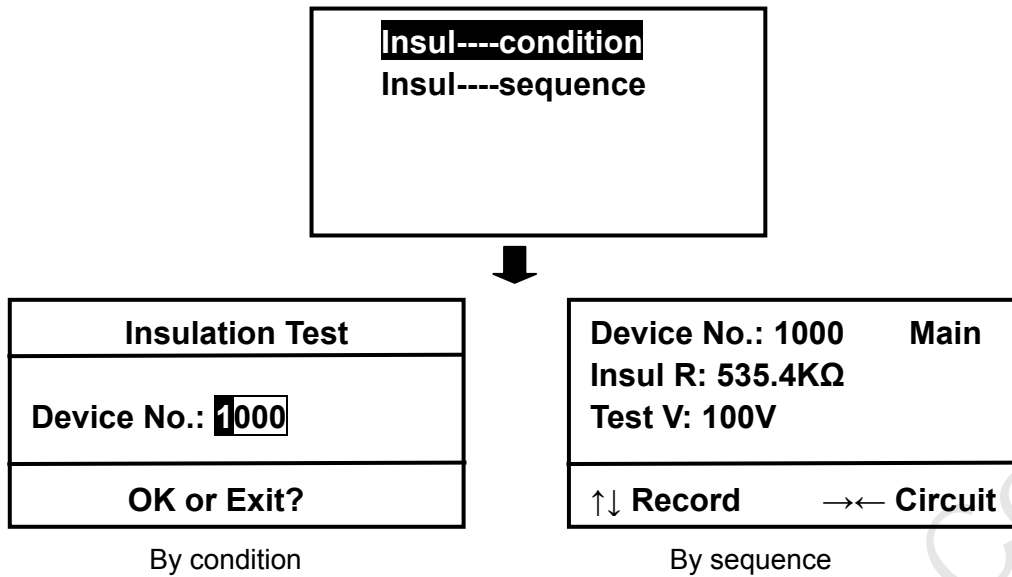 Insul----condition
Insul----sequence
Insulation Test
Device No.: 1000
OK or Exit?
By condition
Device No.: 1000 Main
Insul R: 535.4KΩ
Test V: 100V
↑↓ Record →← Circuit
By sequence